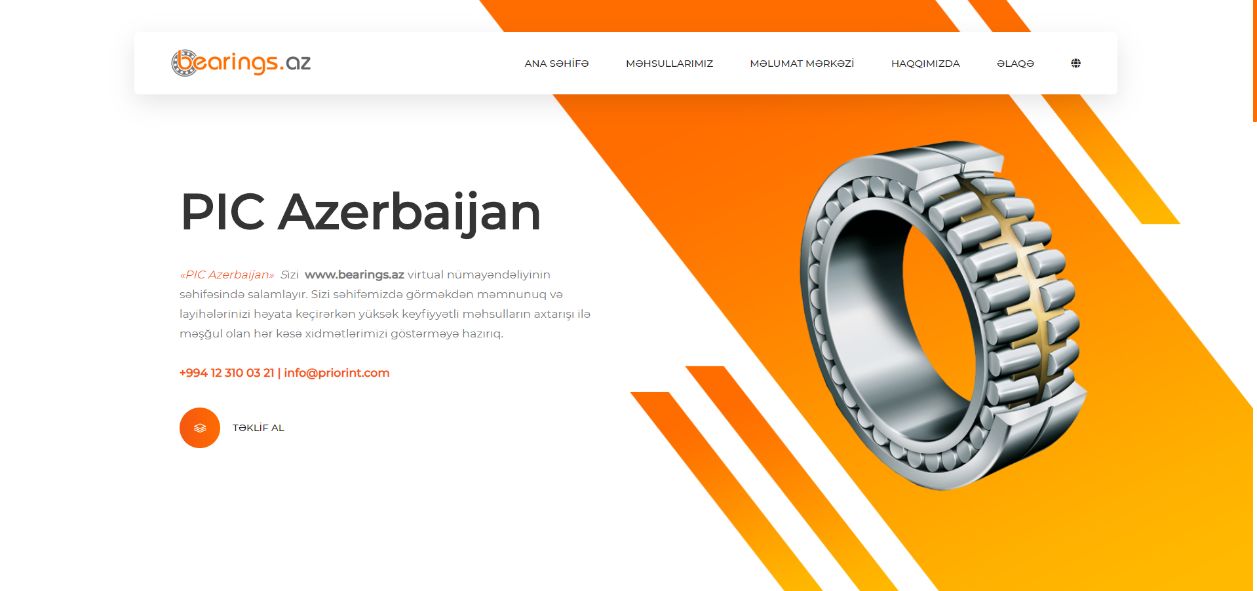 bearings.az
ANA SƏHİFƏ
MƏHSULLARIMIZ
MƏLUMAT MƏRKƏZİ
HAQQIMIZDA
ƏLAQƏ
PIC Azerbaijan
«PIC Azerbaijan» Sizi www.bearings.az virtual nümayəndəliyinin
səhifəsində salamlayır. Sizi səhifəmizdə görməkdən məmnunuq və
layihələrinizi həyata keçirərkən yüksək keyfiyyətli məhsulların axtarışı ilə
məşğul olan hər kəsə xidmətlərimizi göstərməyə hazırıq.
+994 12 310 03 21 | info@priorint.com
TƏKLİF AL